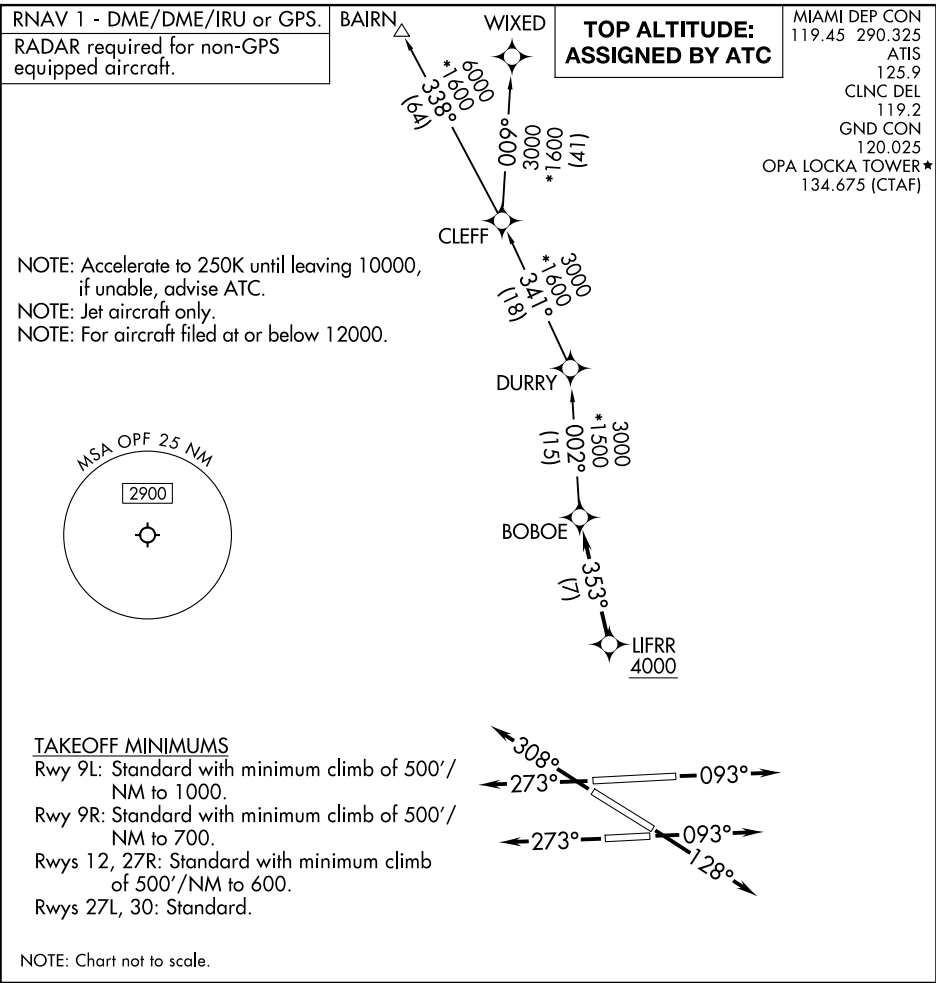 RNAV 1 - DME/DME/IRU or GPS.
RADAR required for non-GPS
equipped aircraft.
BAIRN
WIXED
TOP ALTITUDE:
ASSIGNED BY ATC
MIAMI DEP CON
119.45 290.325
ATIS
125.9
CLNC DEL
119.2
GND CON
120.025
OPA LOCKA TOWER★
134.675 (CTAF)
6000
*1600
338°
(64)
009°
3000
*1600
(41)
CLEFF
NOTE: Accelerate to 250K until leaving 10000,
if unable, advise ATC.
NOTE: Jet aircraft only.
NOTE: For aircraft filed at or below 12000.
3000
*1600
341°
(18)
DURRY
3000
*1500
002°
(15)
MSA OPF 25 NM
2900
BOBOE
353°
(7)
LIFRR
4000
TAKEOFF MINIMUMS
Rwy 9L: Standard with minimum climb of 500'/
NM to 1000.
Rwy 9R: Standard with minimum climb of 500'/
NM to 700.
Rwys 12, 27R: Standard with minimum climb
of 500'/NM to 600.
Rwys 27L, 30: Standard.
308°
273°
093°
273°
093°
128°
NOTE: Chart not to scale.